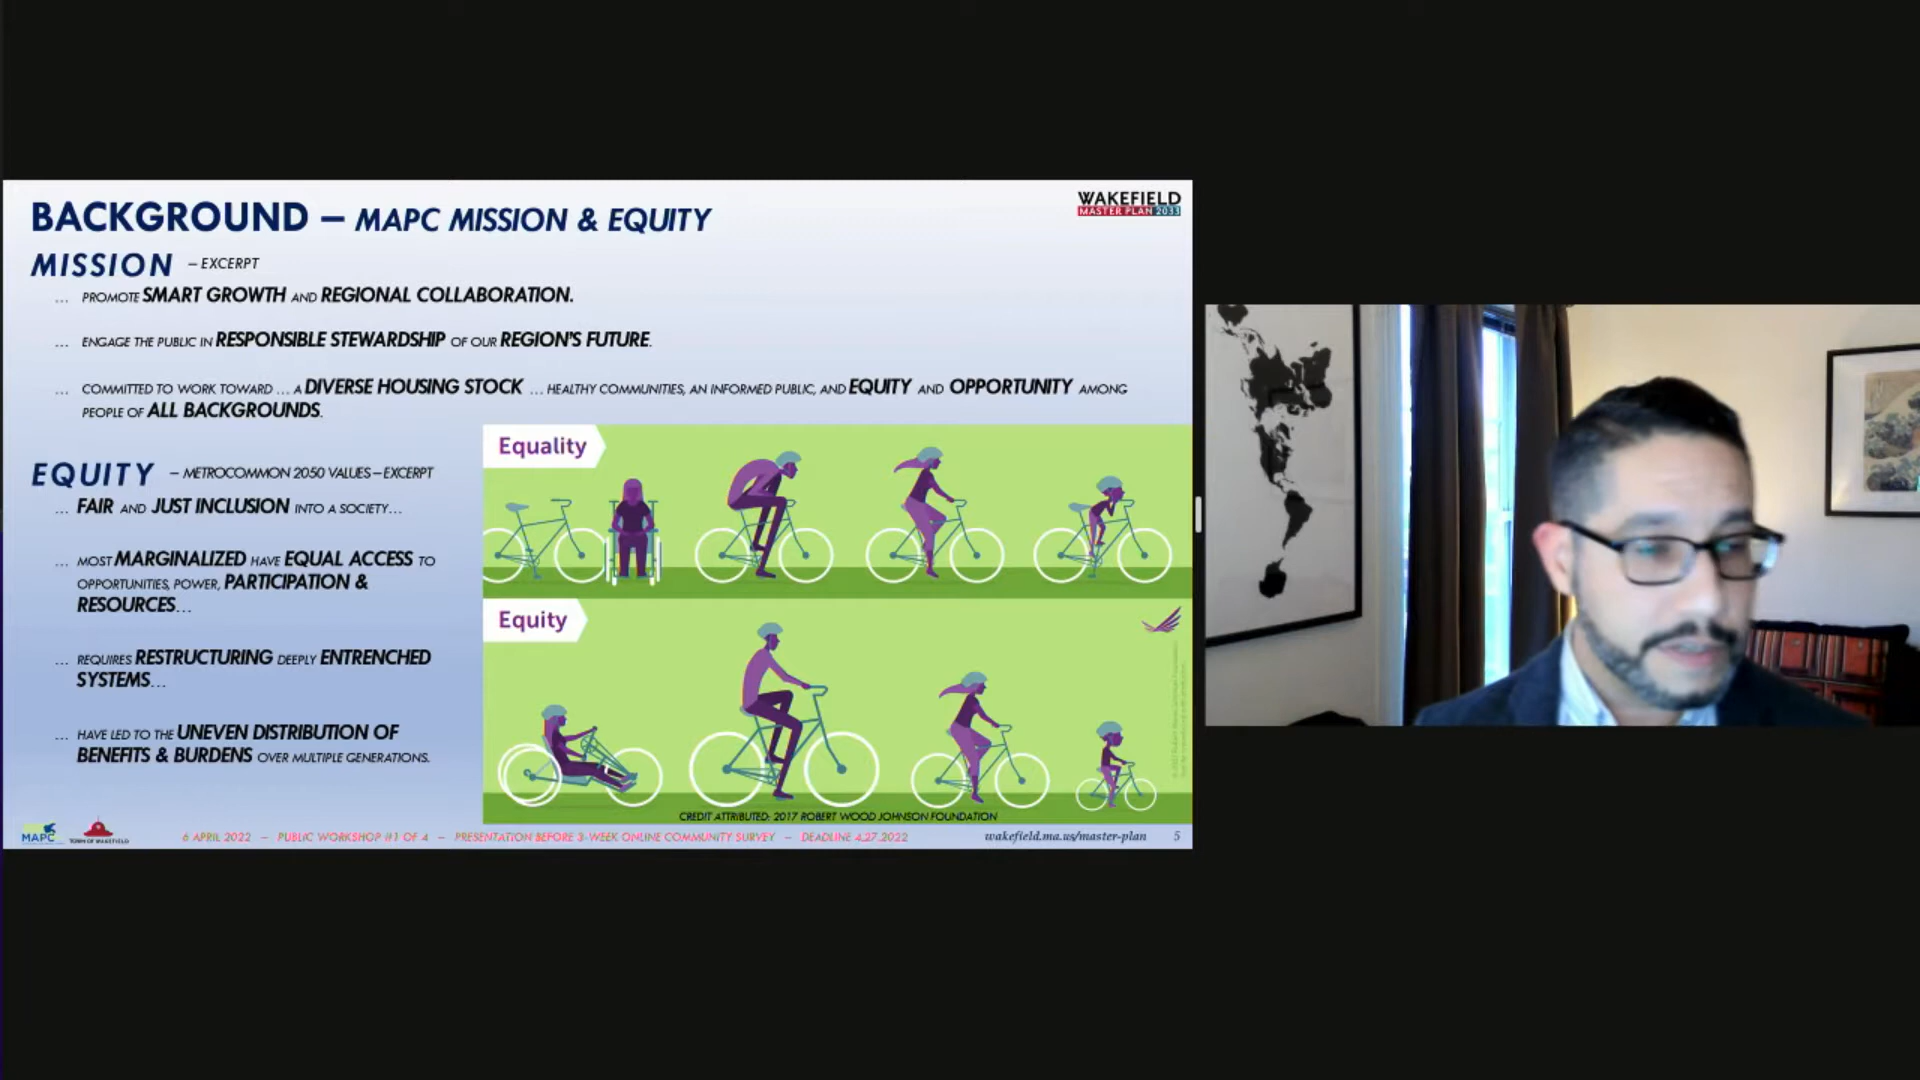 BACKGROUND – MAPC MISSION & EQUITY
WAKEFIELD
MASTER PLAN 2033
MISSION – EXCERPT
... PROMOTE SMART GROWTH AND REGIONAL COLLABORATION.
... ENGAGE THE PUBLIC IN RESPONSIBLE STEWARDSHIP OF OUR REGION'S FUTURE.
... COMMITTED TO WORK TOWARD ... A DIVERSE HOUSING STOCK ... HEALTHY COMMUNITIES, AN INFORMED PUBLIC, AND EQUITY AND OPPORTUNITY AMONG
PEOPLE OF ALL BACKGROUNDS.
EQUITY – METROCOMMON 2050 VALUES – EXCERPT
... FAIR AND JUST INCLUSION INTO A SOCIETY...
... MOST MARGINALIZED HAVE EQUAL ACCESS TO
OPPORTUNITIES, POWER, PARTICIPATION &
RESOURCES...
... REQUIRES RESTRUCTURING DEEPLY ENTRENCHED
SYSTEMS...
... HAVE LED TO THE UNEVEN DISTRIBUTION OF
BENEFITS & BURDENS OVER MULTIPLE GENERATIONS.
Equality
Equity
CREDIT ATTRIBUTED: 2017 ROBERT WOOD JOHNSON FOUNDATION
MAPC
TOWN OF WAKEFIELD
6 APRIL 2022 – PUBLIC WORKSHOP #1 OF 4 – PRESENTATION BEFORE 3-WEEK ONLINE COMMUNITY SURVEY – DEADLINE 4.27.2022
wakefield.ma.us/master-plan 5